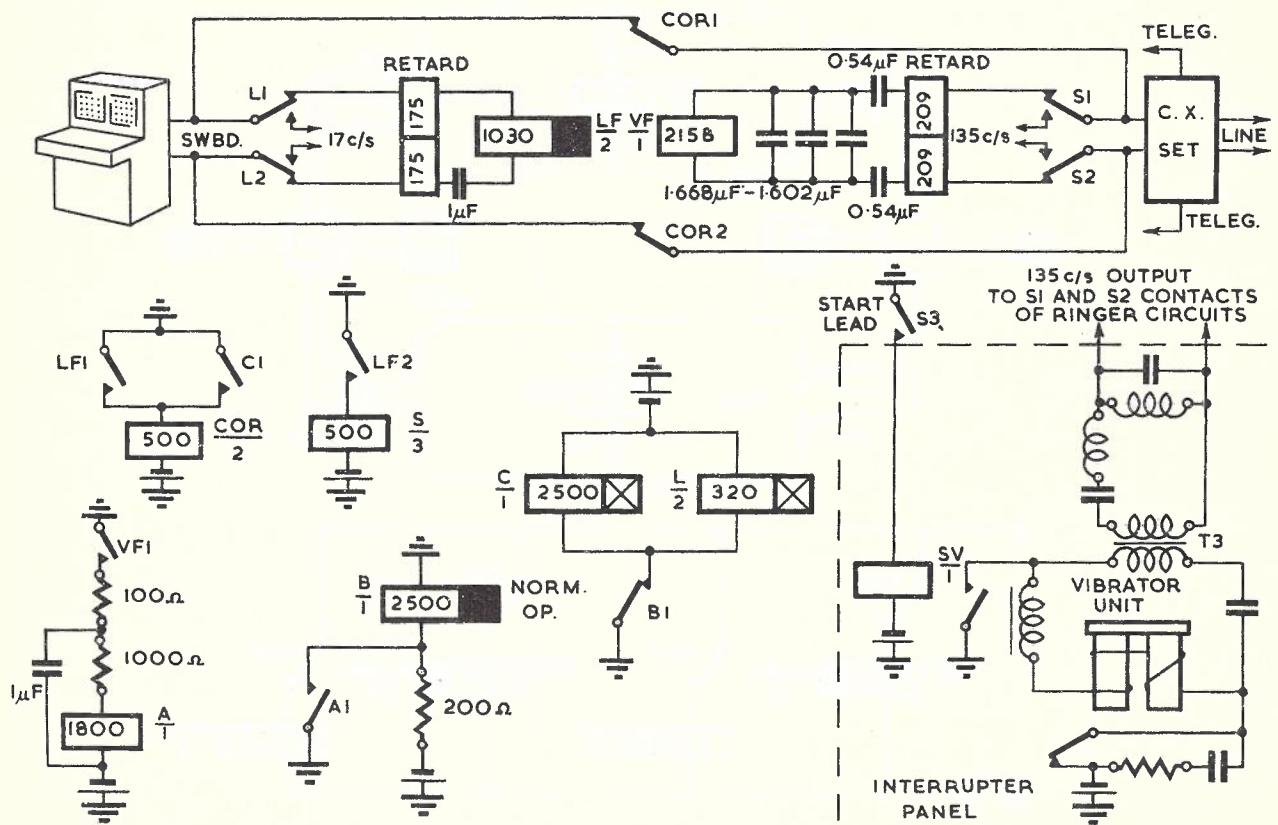 COR1
TELEG.
RETARD
0·54μF RETARD
L1
S1
175
209
C.X.
SWBD.
17c/s
1030
LF
2
VF
1
2158
135c/s
SET
LINE
L2
175
209
S2
1μF
1·668μF–1·602μF
0·54μF
COR2
TELEG.
START
LEAD
S3
135c/s OUTPUT
TO S1 AND S2 CONTACTS
OF RINGER CIRCUITS
LF1
C1
LF2
500
COR
2
500
S
3
C
1
2500
L
2
320
VF1
100Ω
1000Ω
1μF
1800
A
1
B
1
2500
NORM.
OP.
A1
200Ω
B1
SV
1
T3
VIBRATOR
UNIT
INTERRUPTER
PANEL